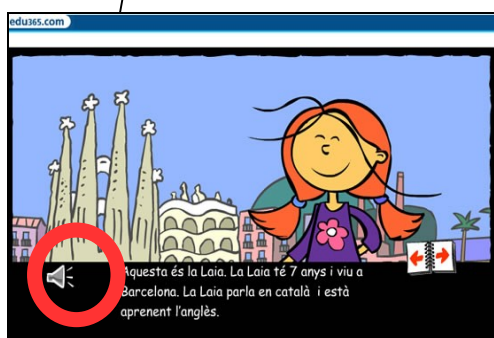 edu365.com
Aquesta és la Laia. La Laia té 7 anys i viu a
Barcelona. La Laia parla en català i està
aprenent l'anglès.